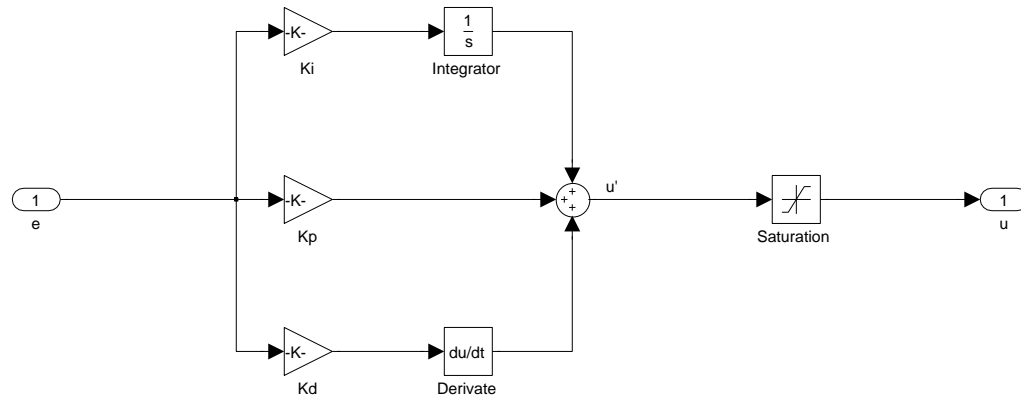 -K-
Ki
1
s
Integrator
1
e
-K-
Kp
+
+
+
u'
Saturation
1
u
-K-
Kd
du/dt
Derivate